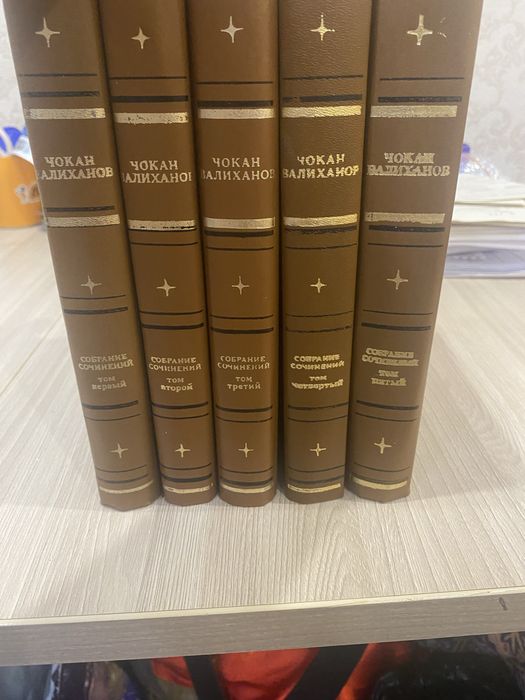 ЧОКАН
ВАЛИХАНОВ
СОБРАНИЕ
СОЧИНЕНИЙ
ТОМ
первый
ЧОКАН
ВАЛИХАНОВ
СОБРАНИЕ
СОЧИНЕНИЙ
ТОМ
второй
ЧОКАН
ВАЛИХАНОВ
СОБРАНИЕ
СОЧИНЕНИЙ
ТОМ
третий
ЧОКАН
ВАЛИХАНОВ
СОБРАНИЕ
СОЧИНЕНИЙ
ТОМ
четвертый
ЧОКАН
ВАЛИХАНОВ
СОБРАНИЕ
СОЧИНЕНИЙ
ТОМ
пятый